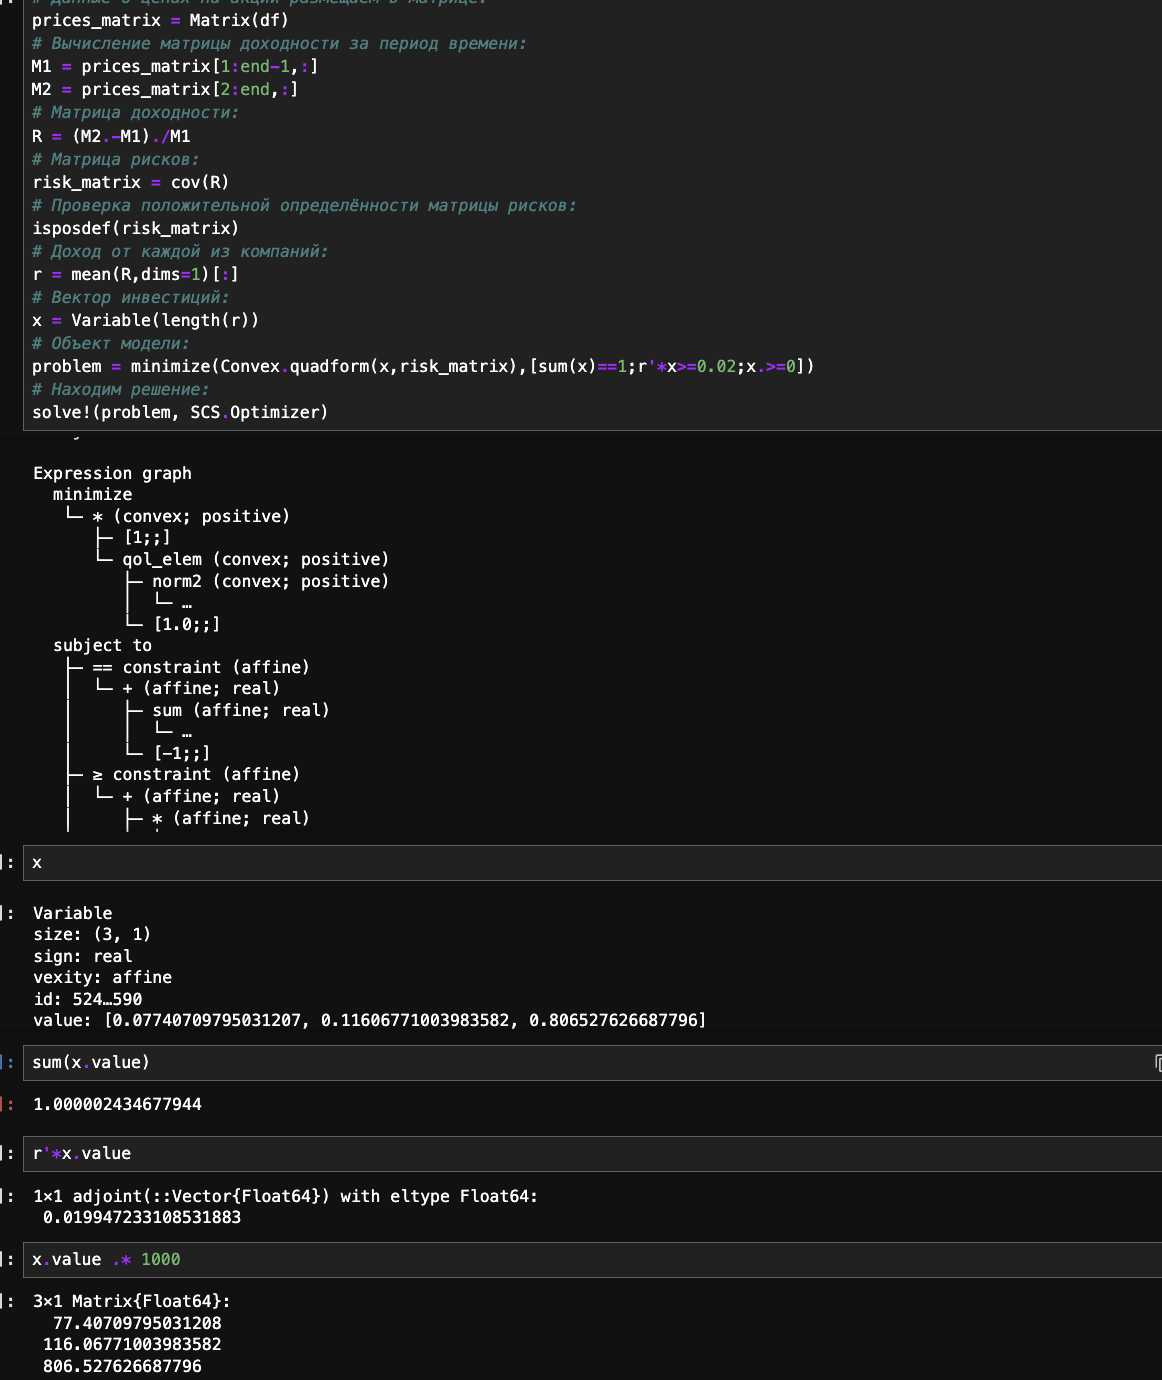 # Данные о ценах на акции размещаем в матрице:
prices_matrix = Matrix(df)
# Вычисление матрицы доходности за период времени:
M1 = prices_matrix[1:end-1,:]
M2 = prices_matrix[2:end,:]
# Матрица доходности:
R = (M2.-M1)./M1
# Матрица рисков:
risk_matrix = cov(R)
# Проверка положительной определённости матрицы рисков:
isposdef(risk_matrix)
# Доход от каждой из компаний:
r = mean(R,dims=1)[:]
# Вектор инвестиций:
x = Variable(length(r))
# Объект модели:
problem = minimize(Convex.quadform(x,risk_matrix),[sum(x)==1;r'*x>=0.02;x.>=0])
# Находим решение:
solve!(problem, SCS.Optimizer)
Expression graph
minimize
└─ * (convex; positive)
├─ [1;;]
└─ qol_elem (convex; positive)
├─ norm2 (convex; positive)
│ └─ …
└─ [1.0;;]
subject to
├─ == constraint (affine)
│ └─ + (affine; real)
│ ├─ sum (affine; real)
│ │ └─ …
│ └─ [-1;;]
├─ ≥ constraint (affine)
│ └─ + (affine; real)
│ ├─ * (affine; real)
]: x
]: Variable
size: (3, 1)
sign: real
vexity: affine
id: 524…590
value: [0.07740709795031207, 0.11606771003983582, 0.806527626687796]
]: sum(x.value)
]: 1.000002434677944
]: r'*x.value
]: 1×1 adjoint(::Vector{Float64}) with eltype Float64:
0.019947233108531883
]: x.value .* 1000
]: 3×1 Matrix{Float64}:
77.40709795031208
116.06771003983582
806.527626687796